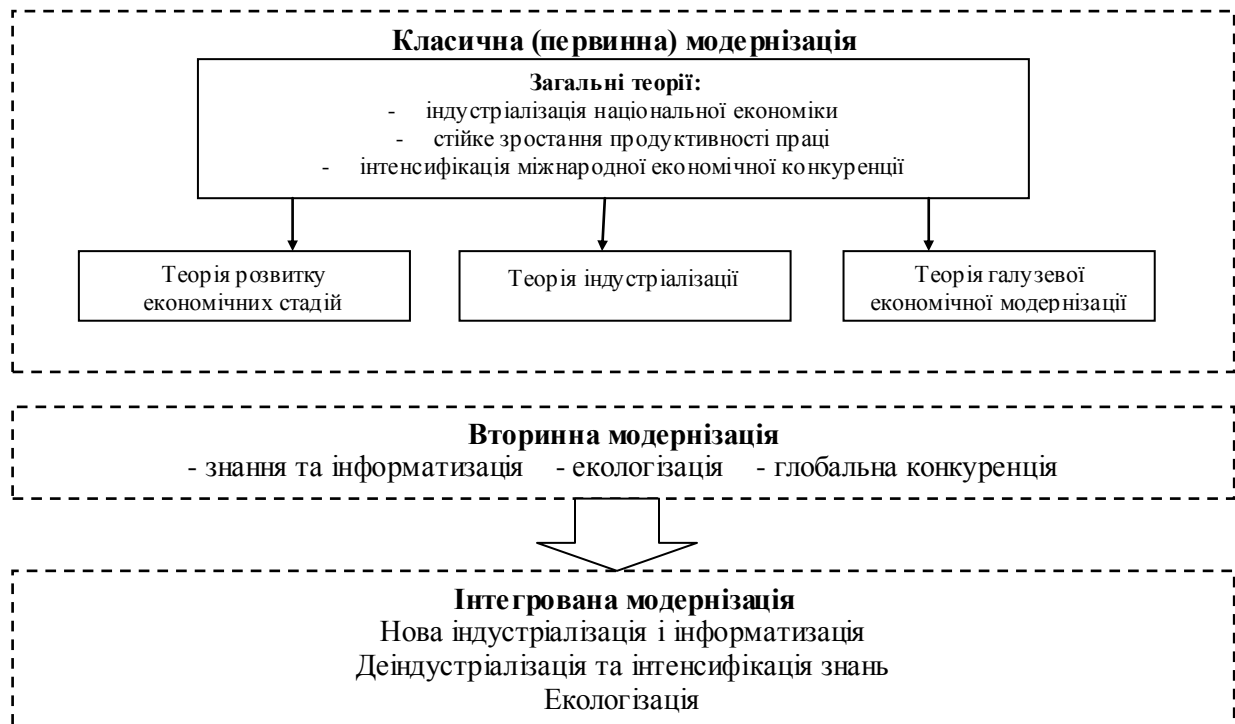 Класична (первинна) модернізація
Загальні теорії:
- індустріалізація національної економіки
- стійке зростання продуктивності праці
- інтенсифікація міжнародної економічної конкуренції
Теорія розвитку
економічних стадій
Теорія індустріалізації
Теорія галузевої
економічної модернізації
Вторинна модернізація
- знання та інформатизація - екологізація - глобальна конкуренція
Інтегрована модернізація
Нова індустріалізація і інформатизація
Деіндустріалізація та інтенсифікація знань
Екологізація